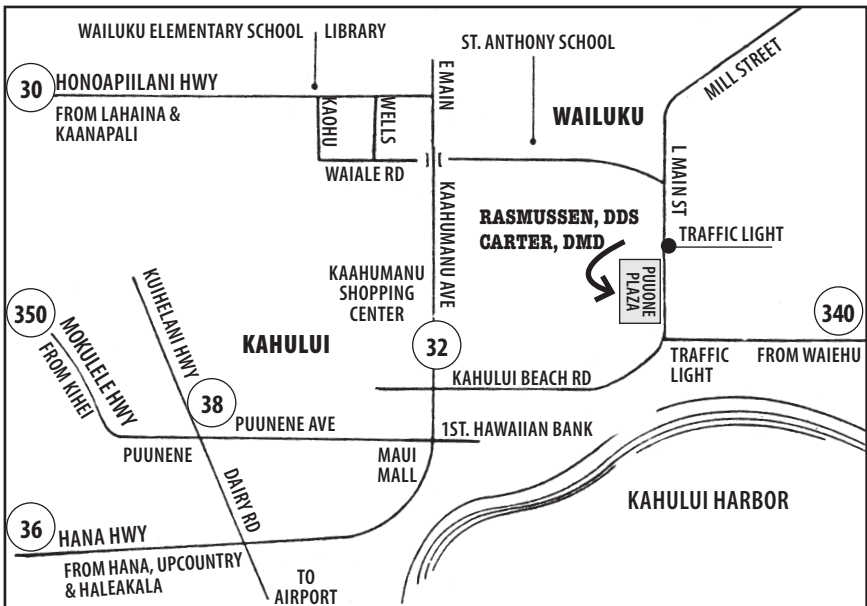 WAILUKU ELEMENTARY SCHOOL
LIBRARY
ST. ANTHONY SCHOOL
30
HONOAPIILANI HWY
FROM LAHAINA &
KAANAPALI
KAOHU
WELLS
E MAIN
WAILUKU
MILL STREET
WAIALE RD
KAAHUMANU AVE
L MAIN ST
RASMUSSEN, DDS
CARTER, DMD
TRAFFIC LIGHT
PUUONE
PLAZA
KAAHUMANU
SHOPPING
CENTER
350
MOKULELE HWY
FROM KIHEI
KUIHELANI HWY
KAHULUI
32
340
TRAFFIC
LIGHT
FROM WAIEHU
KAHULUI BEACH RD
38
PUUNENE AVE
1ST. HAWAIIAN BANK
PUUNENE
MAUI
MALL
DAIRY RD
KAHULUI HARBOR
36
HANA HWY
FROM HANA, UPCOUNTRY
& HALEAKALA
TO
AIRPORT